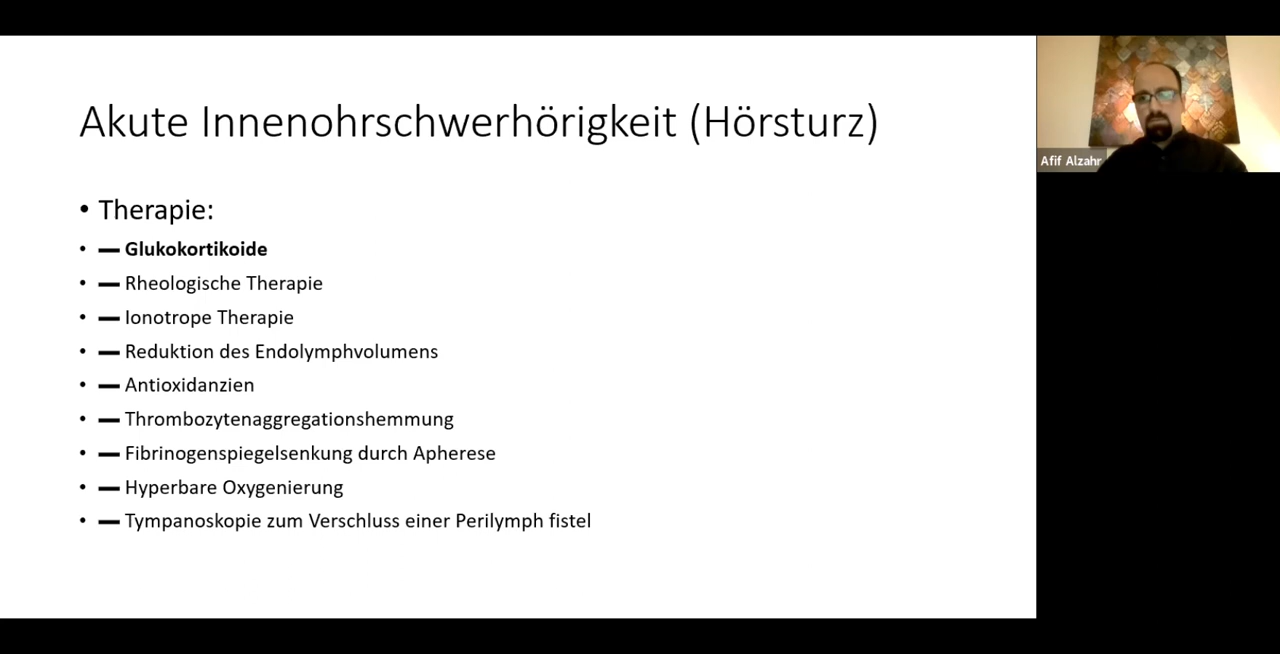 Akute Innenohrschwerhörigkeit (Hörsturz)
• Therapie:
• — Glukokortikoide
• — Rheologische Therapie
• — Ionotrope Therapie
• — Reduktion des Endolymphvolumens
• — Antioxidanzien
• — Thrombozytenaggregationshemmung
• — Fibrinogenspiegelsenkung durch Apherese
• — Hyperbare Oxygenierung
• — Tympanoskopie zum Verschluss einer Perilymph fistel
Afif Alzahr